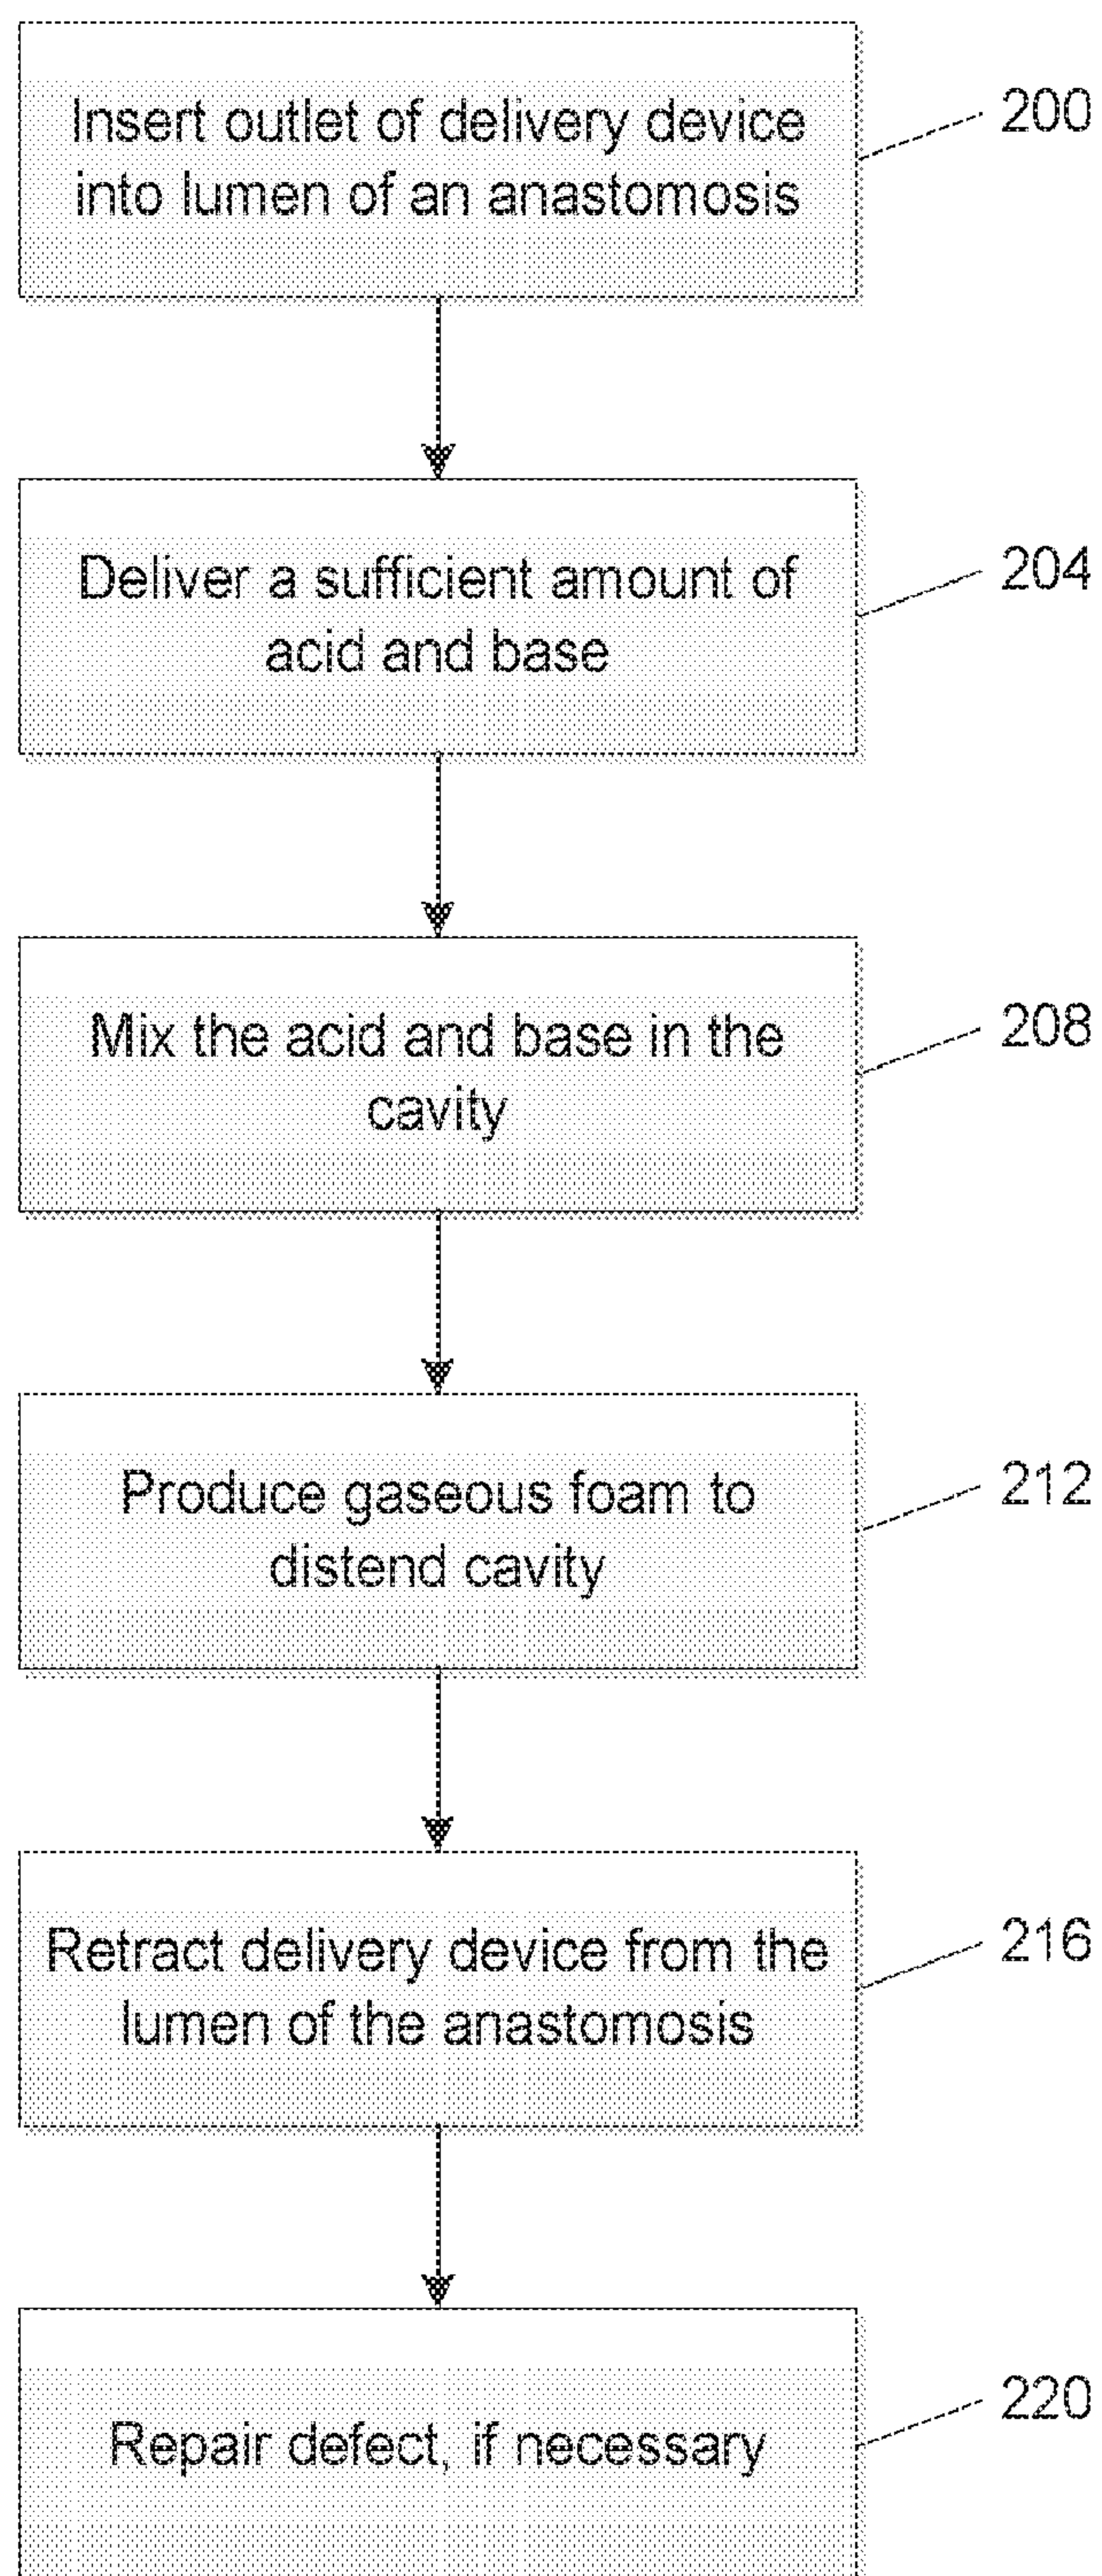 Insert outlet of delivery device
into lumen of an anastomosis
200
Deliver a sufficient amount of
acid and base
204
Mix the acid and base in the
cavity
208
Produce gaseous foam to
distend cavity
212
Retract delivery device from the
lumen of the anastomosis
216
Repair defect, if necessary
220